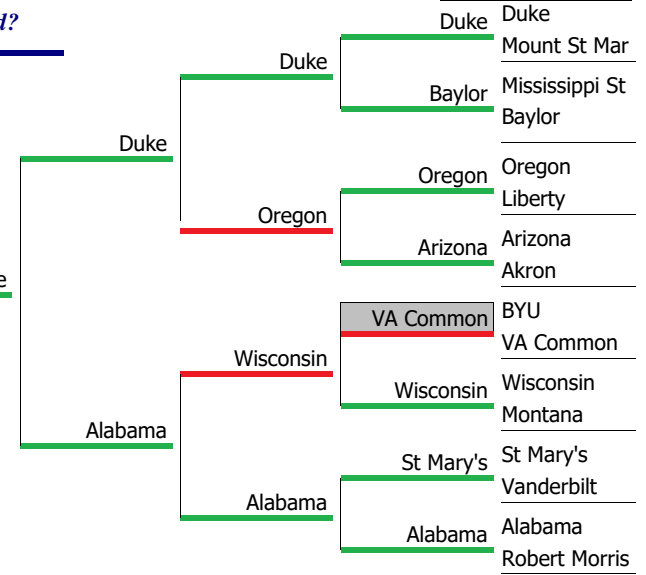 d?
Duke
Mount St Mar
Mississippi St
Baylor
Oregon
Liberty
Arizona
Akron
BYU
VA Common
Wisconsin
Montana
St Mary's
Vanderbilt
Alabama
Robert Morris
Duke
Baylor
Oregon
Arizona
VA Common
Wisconsin
St Mary's
Alabama
Duke
Oregon
Wisconsin
Alabama
Duke
Alabama
e